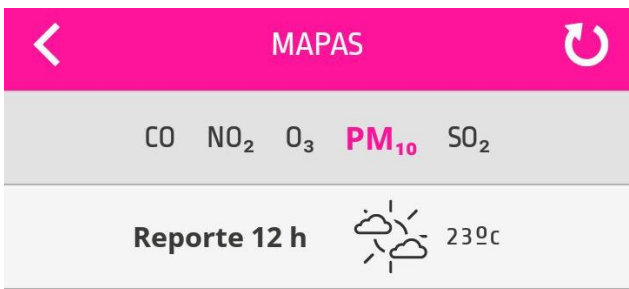 MAPAS
CO NO₂ O₃ PM₁₀ SO₂
Reporte 12 h 23ºc